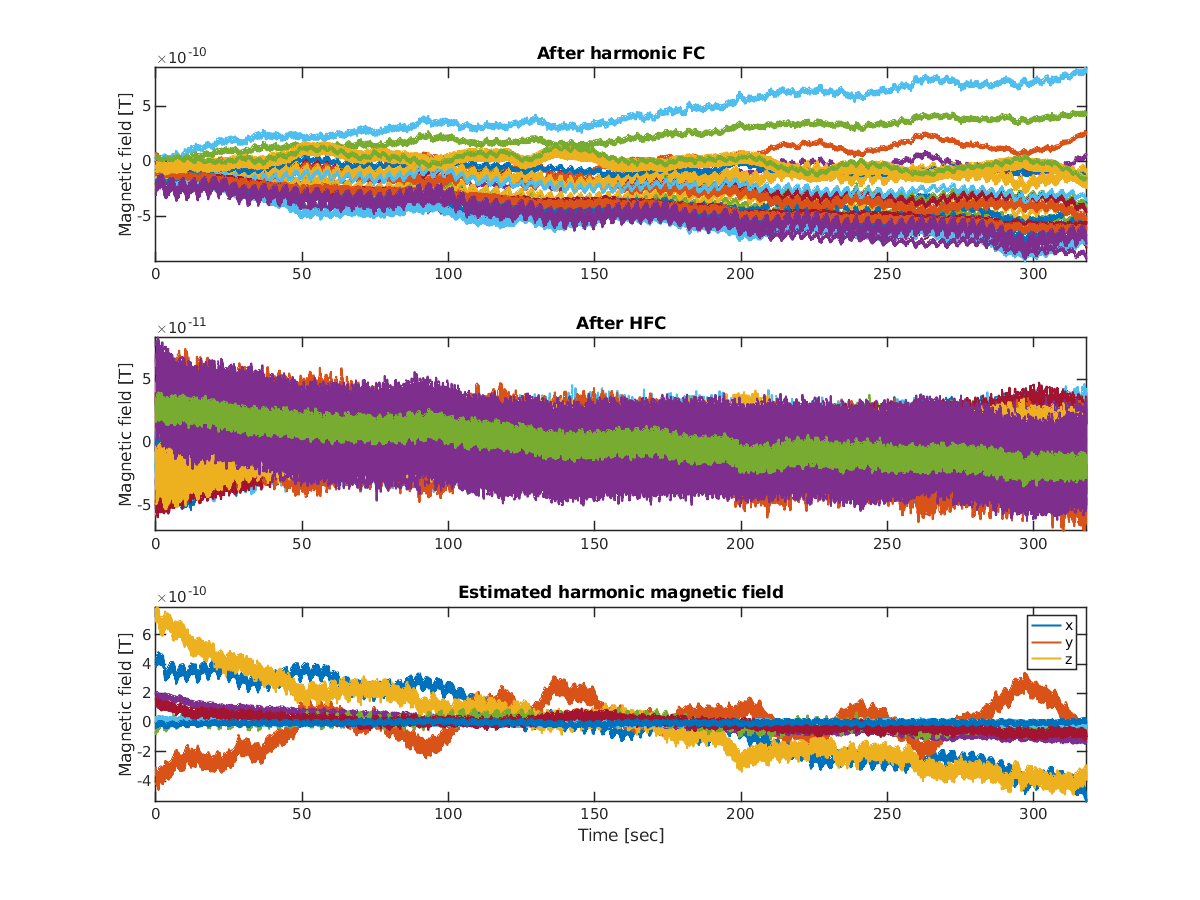 ×10-10
After harmonic FC
Magnetic field [T]
5
0
-5
0 50 100 150 200 250 300
×10-11
After HFC
Magnetic field [T]
5
0
-5
0 50 100 150 200 250 300
×10-10
Estimated harmonic magnetic field
Magnetic field [T]
6
4
2
0
-2
-4
x
y
z
0 50 100 150 200 250 300
Time [sec]